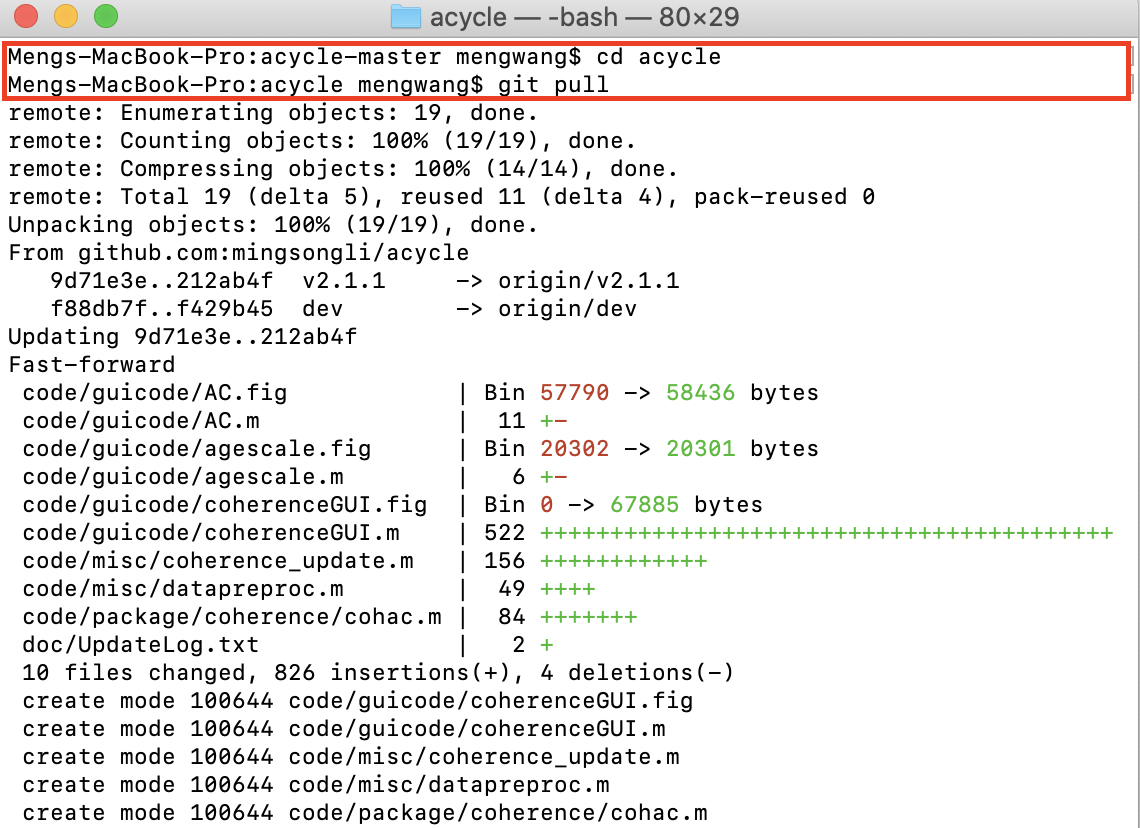 acycle — -bash — 80×29
Mengs-MacBook-Pro:acycle-master mengwang$ cd acycle
Mengs-MacBook-Pro:acycle mengwang$ git pull
remote: Enumerating objects: 19, done.
remote: Counting objects: 100% (19/19), done.
remote: Compressing objects: 100% (14/14), done.
remote: Total 19 (delta 5), reused 11 (delta 4), pack-reused 0
Unpacking objects: 100% (19/19), done.
From github.com:mingsongli/acycle
   9d71e3e..212ab4f  v2.1.1     -> origin/v2.1.1
   f88db7f..f429b45  dev        -> origin/dev
Updating 9d71e3e..212ab4f
Fast-forward
 code/guicode/AC.fig            | Bin 57790 -> 58436 bytes
 code/guicode/AC.m              |  11 +-
 code/guicode/agescale.fig      | Bin 20302 -> 20301 bytes
 code/guicode/agescale.m        |   6 +-
 code/guicode/coherenceGUI.fig  | Bin 0 -> 67885 bytes
 code/guicode/coherenceGUI.m    | 522 +++++++++++++++++++++++++++++++++++++++++
 code/misc/coherence_update.m   | 156 ++++++++++++
 code/misc/datapreproc.m        |  49 ++++
 code/package/coherence/cohac.m |  84 +++++++
 doc/UpdateLog.txt              |   2 +
 10 files changed, 826 insertions(+), 4 deletions(-)
 create mode 100644 code/guicode/coherenceGUI.fig
 create mode 100644 code/guicode/coherenceGUI.m
 create mode 100644 code/misc/coherence_update.m
 create mode 100644 code/misc/datapreproc.m
 create mode 100644 code/package/coherence/cohac.m